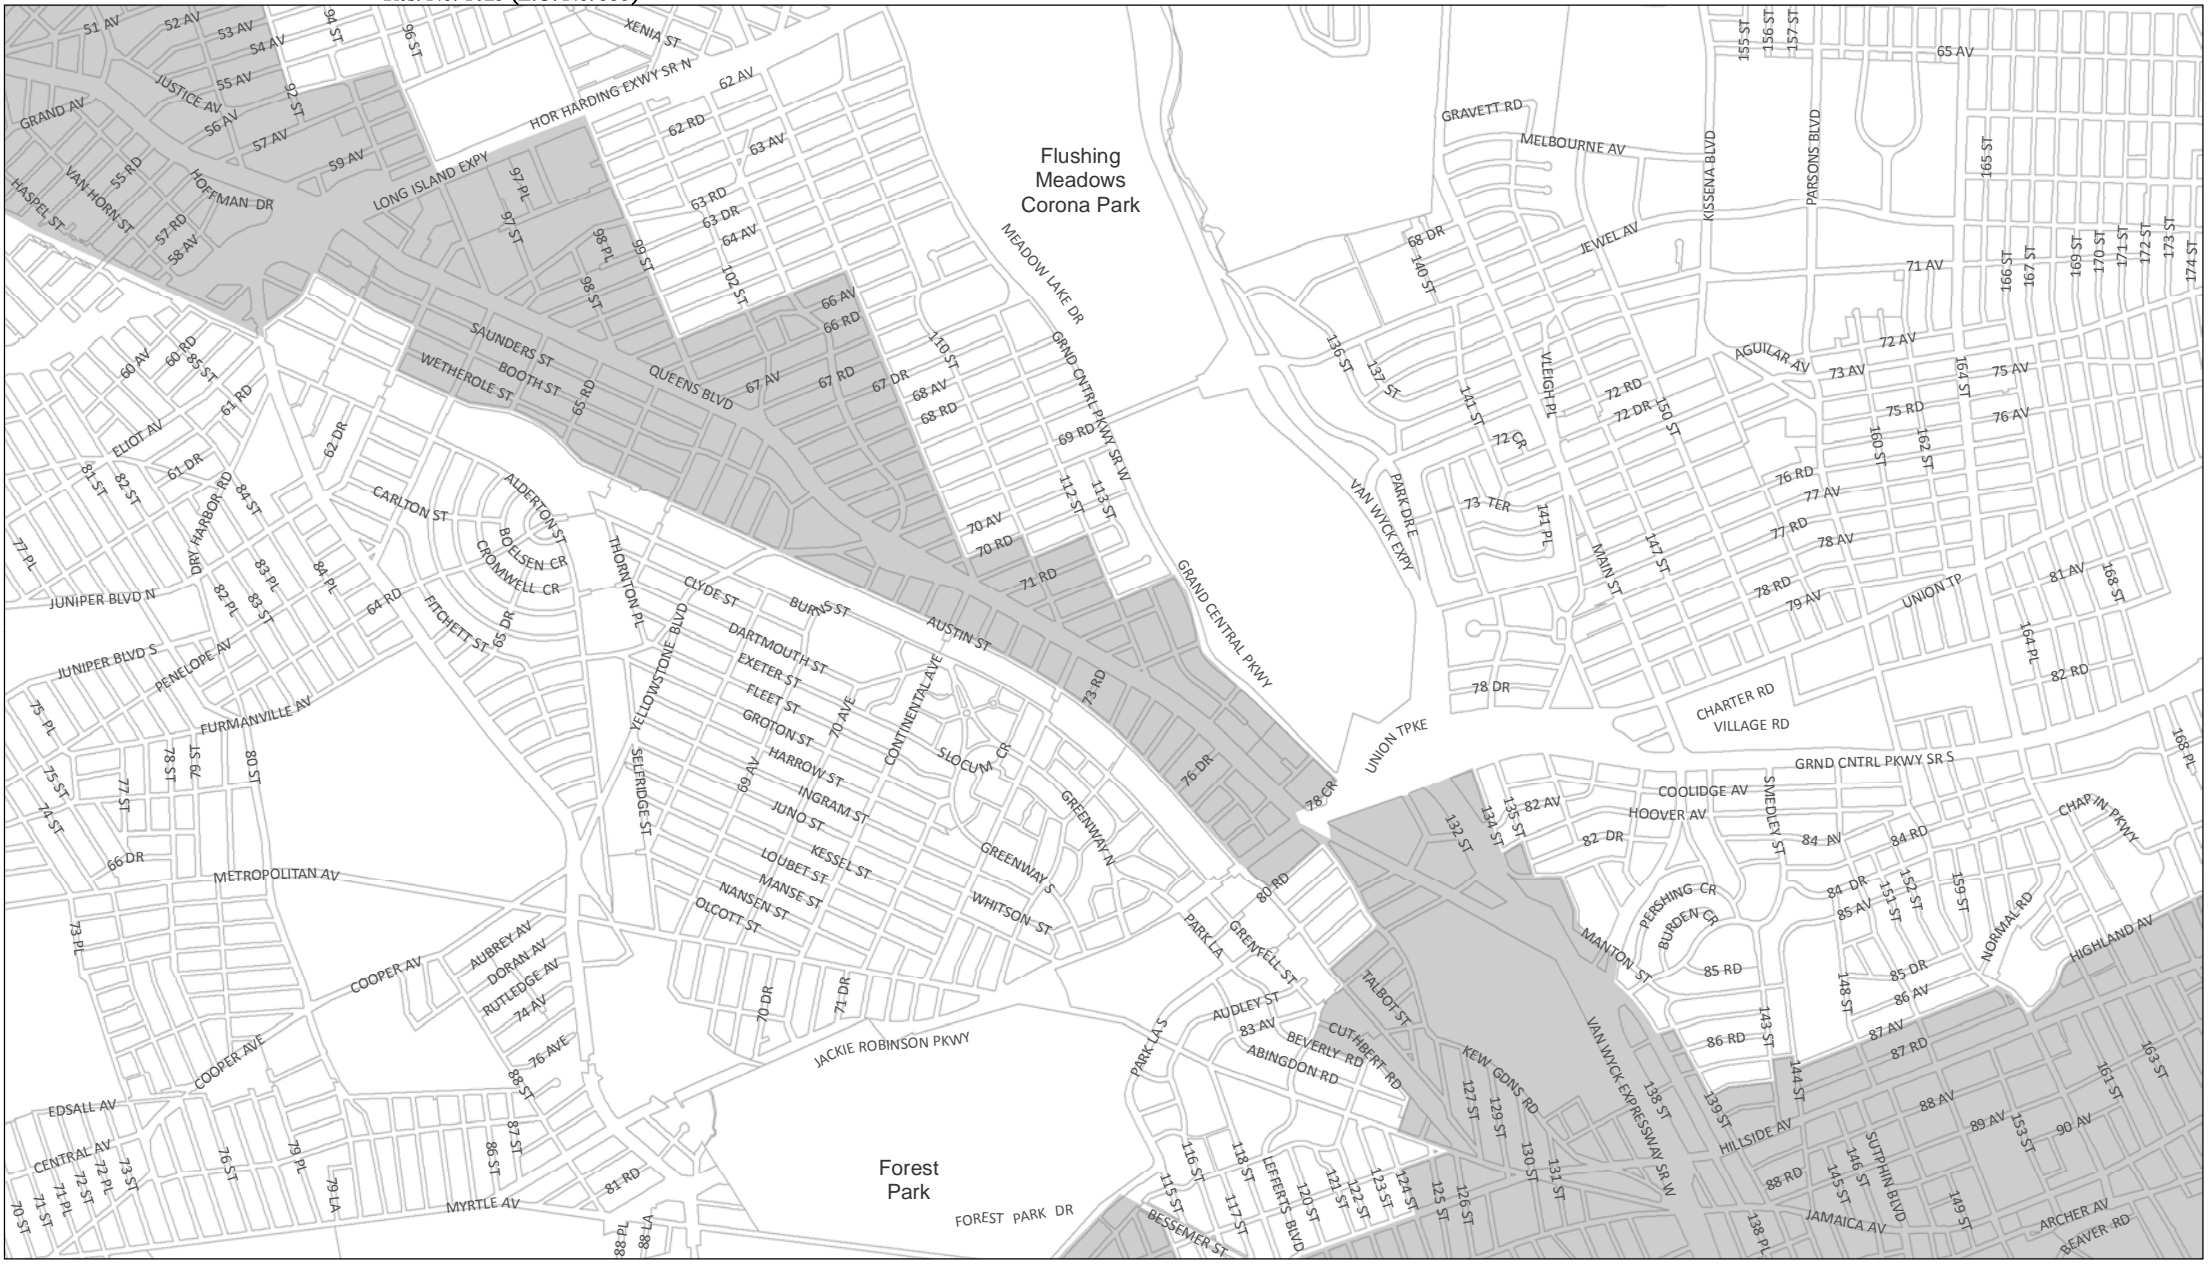 51 AV
52 AV
53 AV
54 AV
94 ST
96 ST
XENIA ST
155 ST
156 ST
157 ST
65 AV
JUSTICE AV
55 AV
92 ST
GRAND AV
56 AV
57 AV
59 AV
HOR HARDING EXWY SR N
62 AV
62 RD
63 AV
GRAVETT RD
MELBOURNE AV
KISSENA BLVD
PARSONS BLVD
165 ST
Flushing
Meadows
Corona Park
HASPEL ST
VAN HORN ST
55 RD
57 RD
58 AV
HOFFMAN DR
LONG ISLAND EXPY
97 PL
97 ST
98 PL
98 ST
99 ST
63 RD
63 DR
64 AV
102 ST
66 AV
66 RD
MEADOW LAKE DR
68 DR
140 ST
JEWEL AV
71 AV
166 ST
167 ST
169 ST
170 ST
171 ST
172 ST
173 ST
174 ST
60 AV
60 RD
85 ST
61 RD
ELIOT AV
61 DR
62 DR
SAUNDERS ST
BOOTH ST
WETHEROLE ST
65 RD
QUEENS BLVD
67 AV
67 RD
67 DR
110 ST
68 AV
68 RD
69 RD
GRND CNTRL PKWY SR W
136 ST
137 ST
141 ST
VLEIGH PL
72 RD
72 DR
150 ST
72 CR
AGUILAR AV
72 AV
73 AV
75 AV
164 ST
75 RD
76 AV
160 ST
162 ST
76 RD
77 AV
77 RD
78 AV
81 ST
82 ST
84 ST
DRY HARBOR RD
77 PL
JUNIPER BLVD N
82 PL
83 PL
83 ST
84 PL
CARLTON ST
ALDERTON ST
BOELSEN CR
CROMWELL CR
64 RD
FITCHETT ST
65 DR
THORNTON PL
70 AV
70 RD
71 RD
112 ST
113 ST
VAN WYCK EXPY
PARK DR E
73 TER
141 PL
MAIN ST
147 ST
78 RD
79 AV
UNION TP
81 AV
168 ST
164 PL
82 RD
JUNIPER BLVD S
PENELOPE AV
FURMANVILLE AV
75 PL
75 ST
74 ST
77 ST
78 ST
79 ST
80 ST
66 DR
METROPOLITAN AV
73 PL
CLYDE ST
BURNS ST
DARTMOUTH ST
EXETER ST
FLEET ST
GROTON ST
HARROW ST
INGRAM ST
JUNO ST
KESSEL ST
LOUBET ST
MANSE ST
NANSEN ST
OLCOTT ST
YELLOWSTONE BLVD
SELFRIDGE ST
69 AV
70 AVE
CONTINENTAL AVE
AUSTIN ST
SLOCUM CR
GREENWAY N
GREENWAY S
WHITSON ST
73 RD
76 DR
78 CR
GRAND CENTRAL PKWY
UNION TPKE
78 DR
CHARTER RD
VILLAGE RD
GRND CNTRL PKWY SR S
168 PL
COOLIDGE AV
HOOVER AV
SMEDLEY ST
82 AV
82 DR
132 ST
134 ST
135 ST
84 AV
84 RD
CHAPIN PKWY
84 DR
85 AV
151 ST
152 ST
159 ST
NORMAL RD
HIGHLAND AV
PERSHING CR
BURDEN CR
MANTON ST
85 RD
85 DR
148 ST
86 AV
143 ST
86 RD
87 AV
87 RD
80 RD
PARK LA
GRENFELL ST
TALBOT ST
AUBREY AV
DORAN AV
RUTLEDGE AV
74 AV
76 AVE
COOPER AV
COOPER AVE
70 DR
71 DR
JACKIE ROBINSON PKWY
PARK LA S
AUDLEY ST
83 AV
BEVERLY RD
ABINGDON RD
CUTHBERT RD
KEW GDNS RD
127 ST
129 ST
130 ST
131 ST
VAN WYCK EXPRESSWAY SR W
138 ST
139 ST
144 ST
HILLSIDE AV
88 AV
89 AV
90 AV
153 ST
161 ST
163 ST
EDSALL AV
CENTRAL AV
70 ST
71 ST
71 PL
72 ST
72 PL
73 ST
76 ST
79 PL
79 LA
86 ST
87 ST
88 ST
81 RD
MYRTLE AV
88 PL
88 LA
Forest
Park
FOREST PARK DR
115 ST
116 ST
117 ST
118 ST
BESSEMER ST
LEFFERTS BLVD
120 ST
121 ST
122 ST
123 ST
124 ST
125 ST
126 ST
88 RD
145 ST
146 ST
SUTPHIN BLVD
149 ST
138 PL
JAMAICA AV
ARCHER AV
BEAVER RD